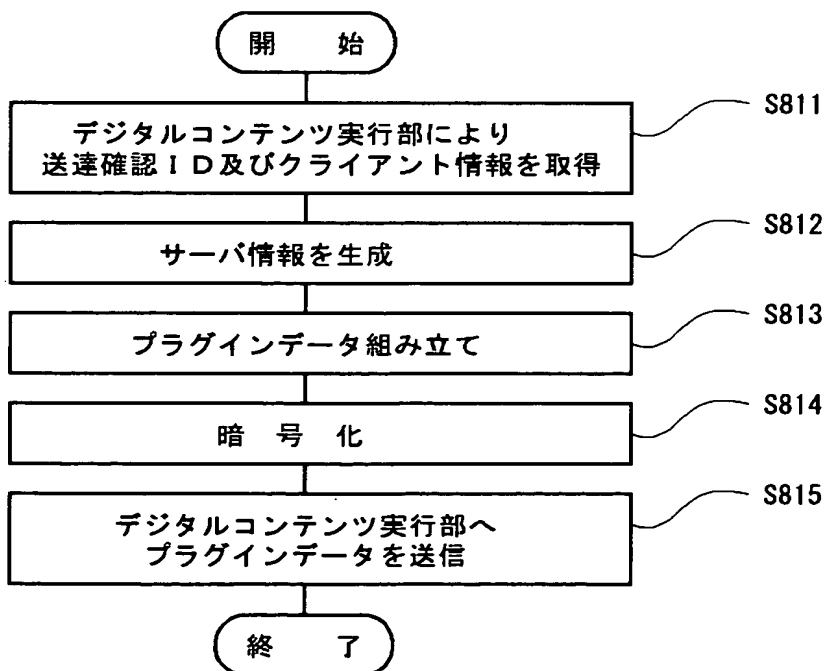 開　始
デジタルコンテンツ実行部により
送達確認ＩＤ及びクライアント情報を取得
S811
サーバ情報を生成
S812
プラグインデータ組み立て
S813
暗　号　化
S814
デジタルコンテンツ実行部へ
プラグインデータを送信
S815
終　了